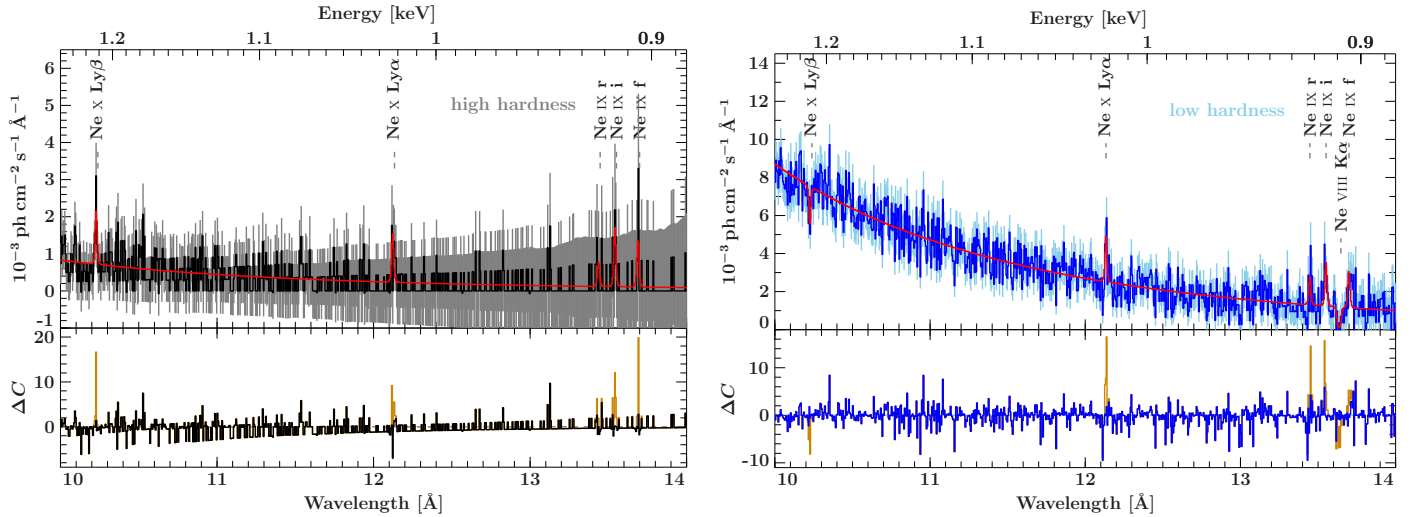 Energy [keV]
1.2 1.1 1 0.9
6
5
4
3
2
1
0
-1
10⁻³ ph cm⁻² s⁻¹ Å⁻¹
Ne X Lyβ
Ne X Lyα
high hardness
Ne IX r
Ne IX i
Ne IX f
20
10
0
ΔC
10 11 12 13 14
Wavelength [Å]
Energy [keV]
1.2 1.1 1 0.9
14
12
10
8
6
4
2
0
10⁻³ ph cm⁻² s⁻¹ Å⁻¹
Ne X Lyβ
Ne X Lyα
low hardness
Ne IX r
Ne IX i
Ne VIII Kα
Ne IX f
10
0
-10
ΔC
10 11 12 13 14
Wavelength [Å]